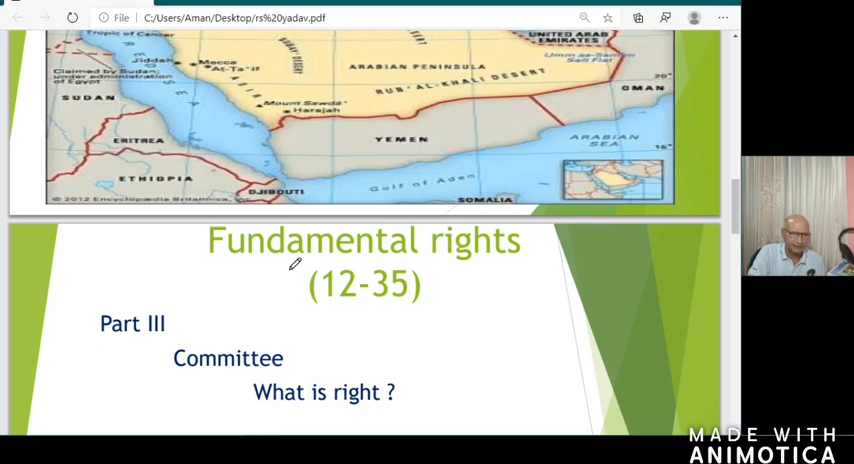 File
C:/Users/Aman/Desktop/rs%20yadav.pdf
Tropic of Cancer
UNITED ARAB
EMIRATES
Jiddah
Mecca
At-Ta'if
Umm as-Samim
Salt Flat
Claimed by Sudan;
under administration
of Egypt
ARABIAN PENINSULA
RUB' AL-KHALI DESERT
20°
OMAN
SUDAN
Mount Sawda'
Harajah
YEMEN
ARABIAN
SEA
15°
ERITREA
ETHIOPIA
DJIBOUTI
Gulf of Aden
SOMALIA
© 2012 Encyclopædia Britannica, Inc.
Fundamental rights
(12-35)
Part III
Committee
What is right ?
MADE WITH
ANIMOTICA